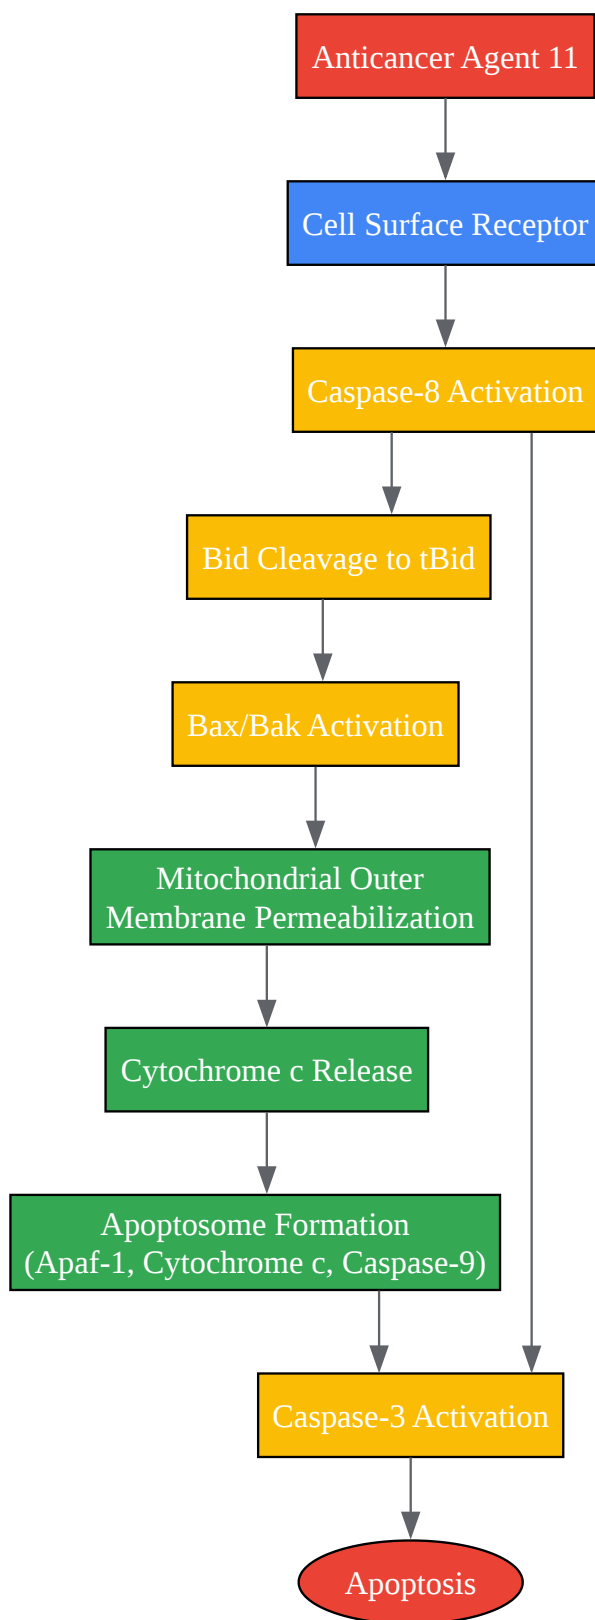 Anticancer Agent 11
Cell Surface Receptor
Caspase-8 Activation
Bid Cleavage to tBid
Bax/Bak Activation
Mitochondrial Outer
Membrane Permeabilization
Cytochrome c Release
Apoptosome Formation
(Apaf-1, Cytochrome c, Caspase-9)
Caspase-3 Activation
Apoptosis